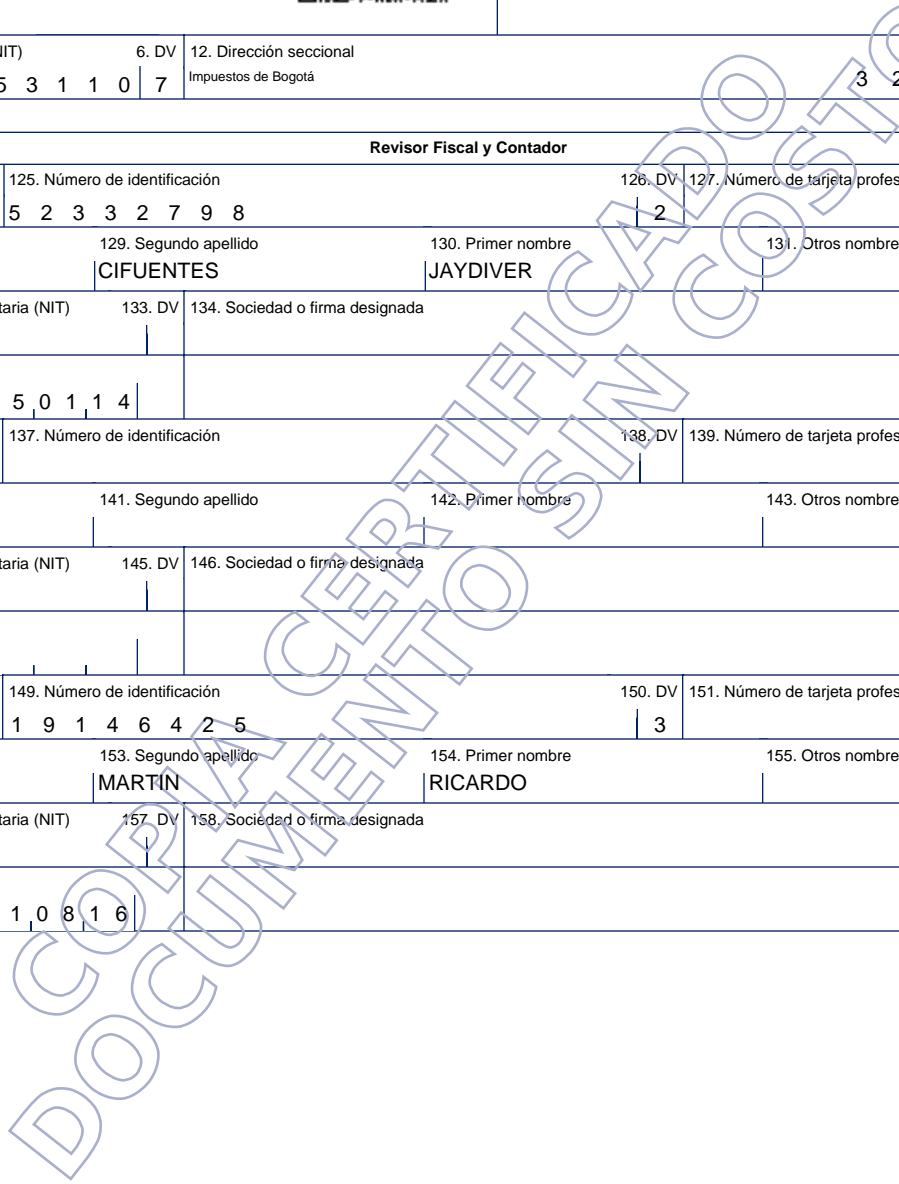 NIT) 6. DV 12. Dirección seccional
5 3 1 1 0 7 Impuestos de Bogotá 3 2
Revisor Fiscal y Contador
125. Número de identificación 126. DV 127. Número de tarjeta profes
5 2 3 3 2 7 9 8 2
129. Segundo apellido 130. Primer nombre 131. Otros nombre
CIFUENTES JAYDIVER
taria (NIT) 133. DV 134. Sociedad o firma designada
5 0 1 1 4
137. Número de identificación 138. DV 139. Número de tarjeta profes
141. Segundo apellido 142. Primer nombre 143. Otros nombre
taria (NIT) 145. DV 146. Sociedad o firma designada
149. Número de identificación 150. DV 151. Número de tarjeta profes
1 9 1 4 6 4 2 5 3
153. Segundo apellido 154. Primer nombre 155. Otros nombre
MARTIN RICARDO
taria (NIT) 157. DV 158. Sociedad o firma designada
1 0 8 1 6
COPIA CERTIFICADO
DOCUMENTO SIN COSTO